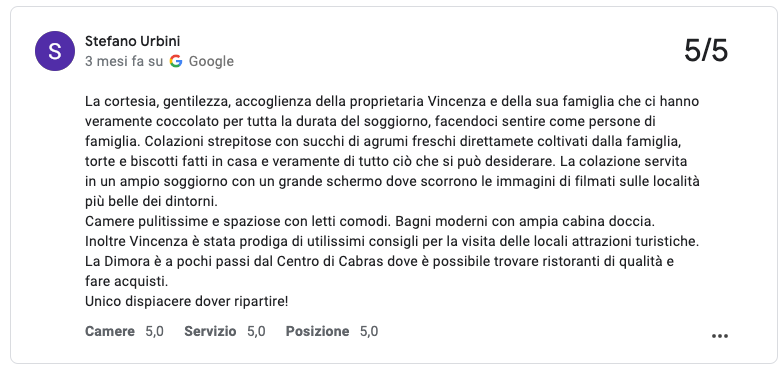 S
Stefano Urbini
5/5
3 mesi fa su Google
La cortesia, gentilezza, accoglienza della proprietaria Vincenza e della sua famiglia che ci hanno
veramente coccolato per tutta la durata del soggiorno, facendoci sentire come persone di
famiglia. Colazioni strepitose con succhi di agrumi freschi direttamete coltivati dalla famiglia,
torte e biscotti fatti in casa e veramente di tutto ciò che si può desiderare. La colazione servita
in un ampio soggiorno con un grande schermo dove scorrono le immagini di filmati sulle località
più belle dei dintorni.
Camere pulitissime e spaziose con letti comodi. Bagni moderni con ampia cabina doccia.
Inoltre Vincenza è stata prodiga di utilissimi consigli per la visita delle locali attrazioni turistiche.
La Dimora è a pochi passi dal Centro di Cabras dove è possibile trovare ristoranti di qualità e
fare acquisti.
Unico dispiacere dover ripartire!
Camere 5,0 Servizio 5,0 Posizione 5,0